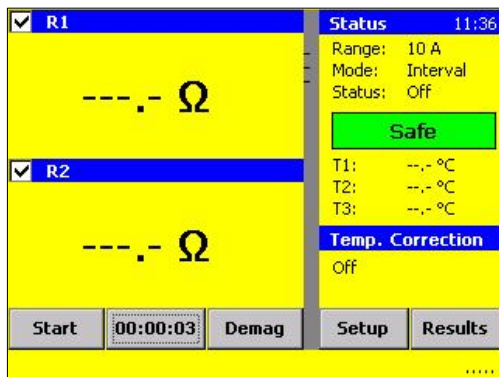 R1
---.- Ω
R2
---.- Ω
Status 11:36
Range: 10 A
Mode: Interval
Status: Off
Safe
T1: --.- °C
T2: --.- °C
T3: --.- °C
Temp. Correction
Off
Start 00:00:03 Demag Setup Results
.....